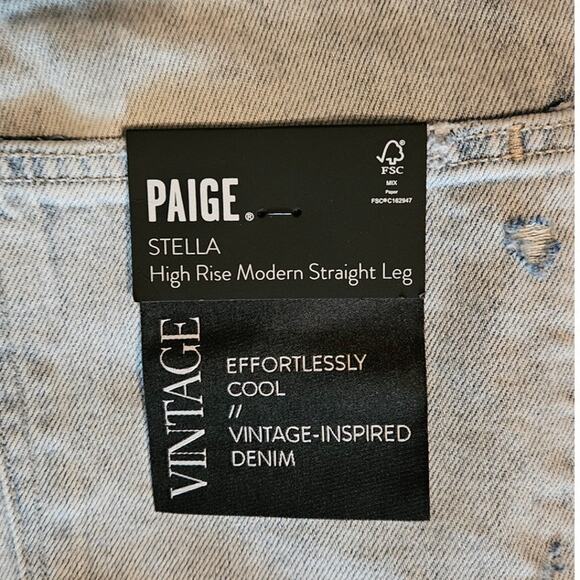 PAIGE®
STELLA
High Rise Modern Straight Leg
FSC
MIX
Paper
FSC®C162947
VINTAGE
EFFORTLESSLY
COOL
//
VINTAGE-INSPIRED
DENIM